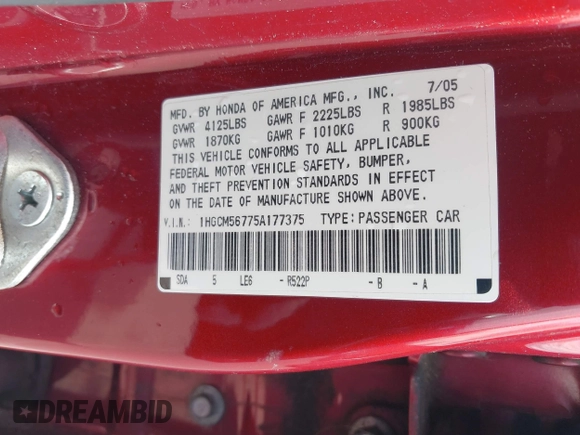 MFD. BY HONDA OF AMERICA MFG., INC. 7/05
GVWR 4125LBS GAWR F 2225LBS R 1985LBS
GVWR 1870KG GAWR F 1010KG R 900KG
THIS VEHICLE CONFORMS TO ALL APPLICABLE
FEDERAL MOTOR VEHICLE SAFETY, BUMPER,
AND THEFT PREVENTION STANDARDS IN EFFECT
ON THE DATE OF MANUFACTURE SHOWN ABOVE.
V.I.N.: 1HGCM56775A177375 TYPE: PASSENGER CAR
SDA 5 LE6 -R522P -B -A
DREAMBID